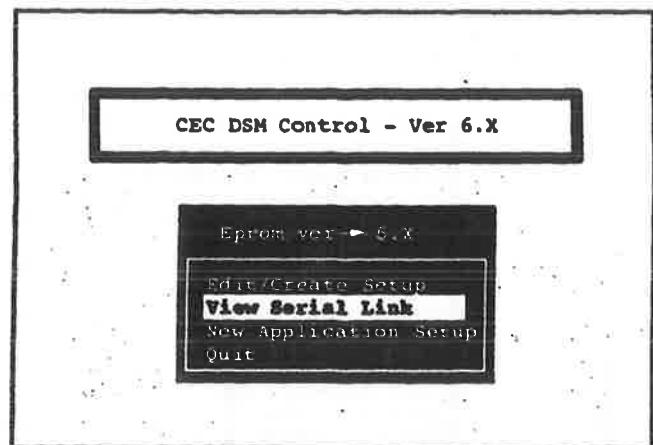 CEC DSM Control - Ver 6.X
Eprom ver → 6.X
Edit/Create Setup
View Serial Link
New Application Setup
Quit